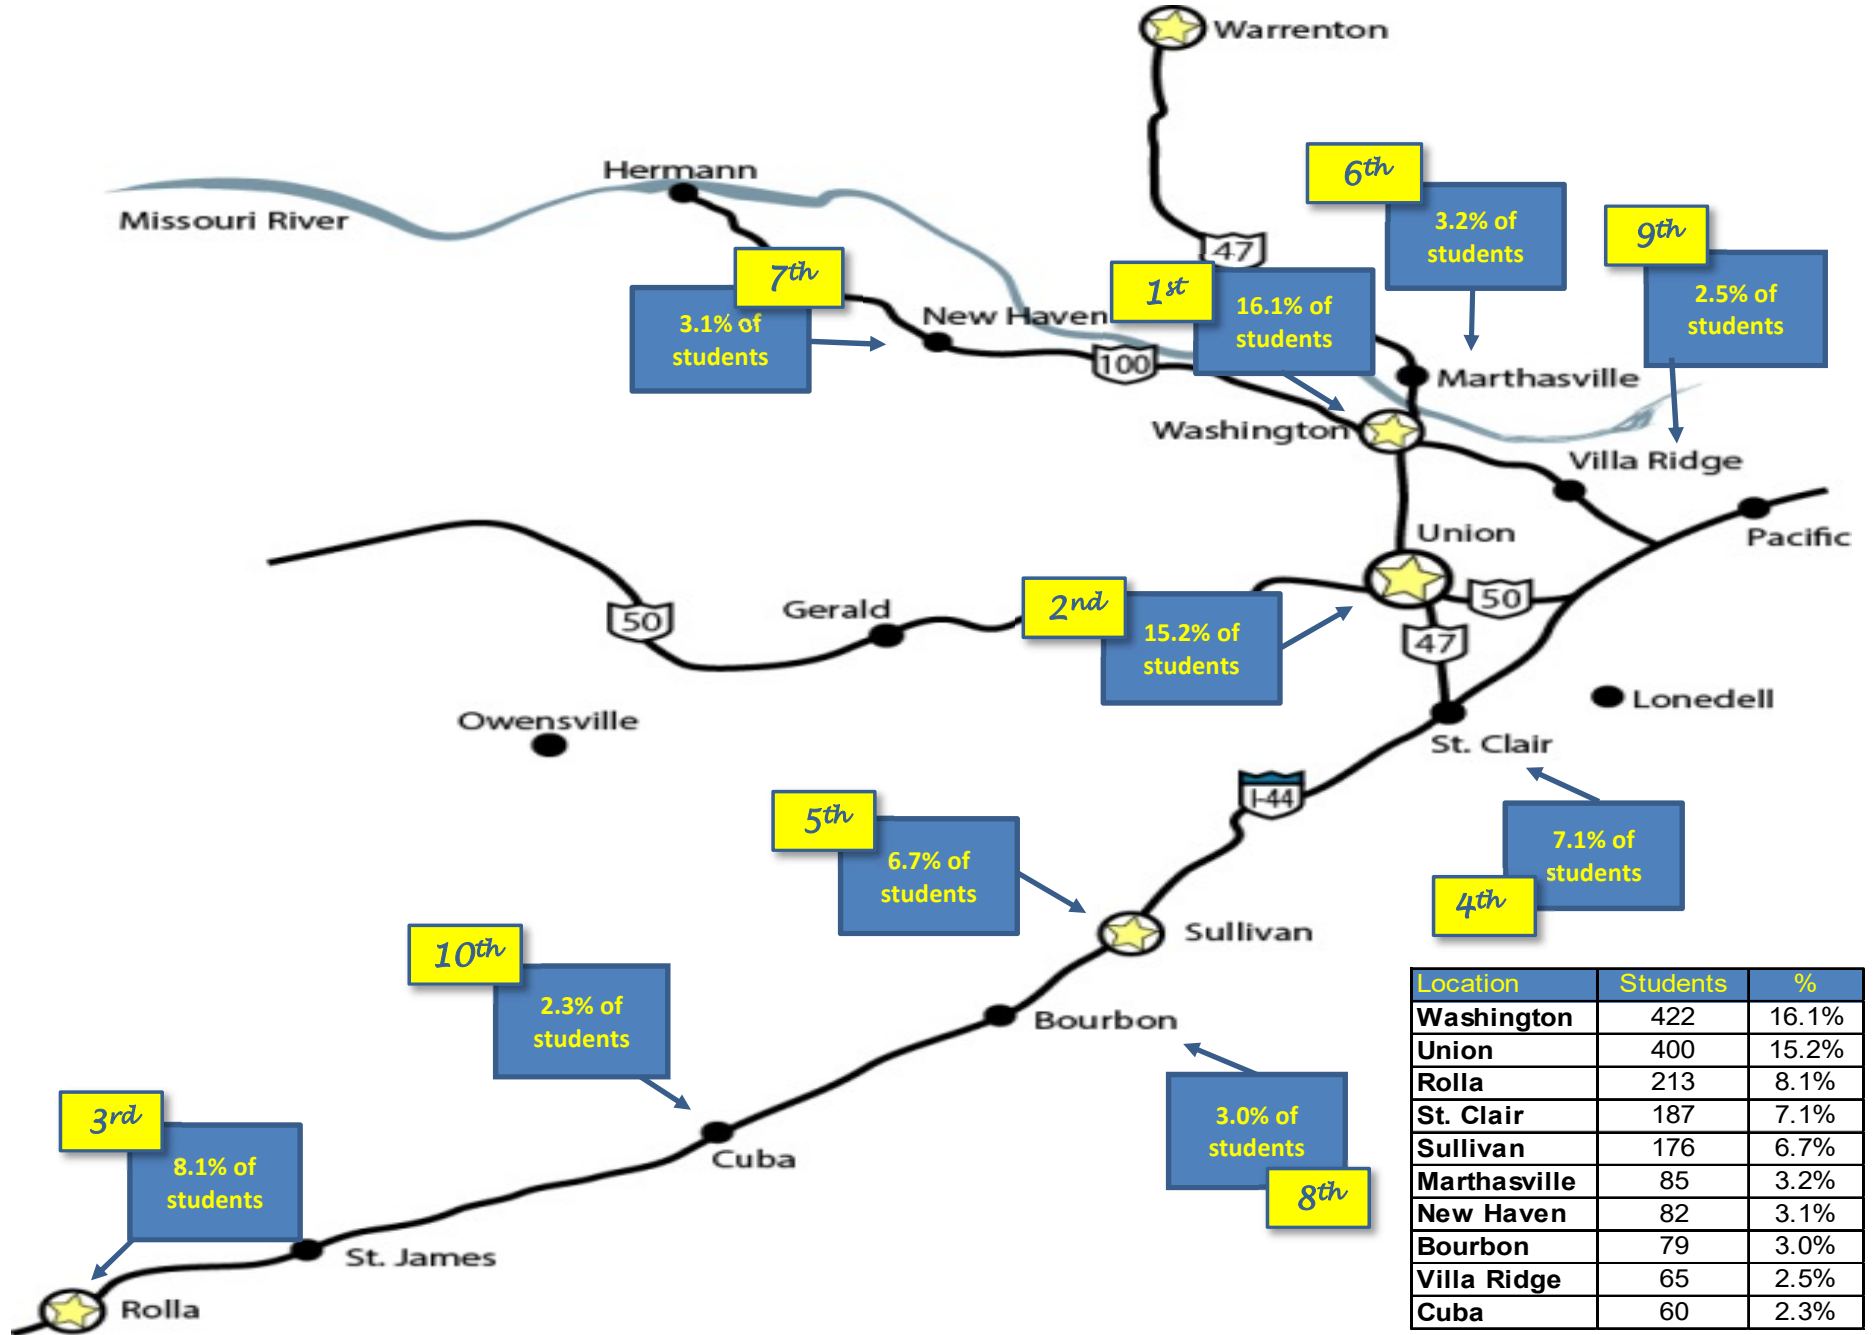 Warrenton
Hermann
Missouri River
6th
3.2% of
students
9th
2.5% of
students
47
7th
3.1% of
students
1st
16.1% of
students
New Haven
100
Marthasville
Washington
Villa Ridge
Pacific
Union
50
Gerald
2nd
15.2% of
students
50
47
Owensville
Lonedell
St. Clair
I-44
5th
6.7% of
students
7.1% of
students
4th
Sullivan
10th
2.3% of
students
Bourbon
3.0% of
students
8th
3rd
8.1% of
students
Cuba
St. James
Rolla
Location Students %
Washington 422 16.1%
Union 400 15.2%
Rolla 213 8.1%
St. Clair 187 7.1%
Sullivan 176 6.7%
Marthasville 85 3.2%
New Haven 82 3.1%
Bourbon 79 3.0%
Villa Ridge 65 2.5%
Cuba 60 2.3%